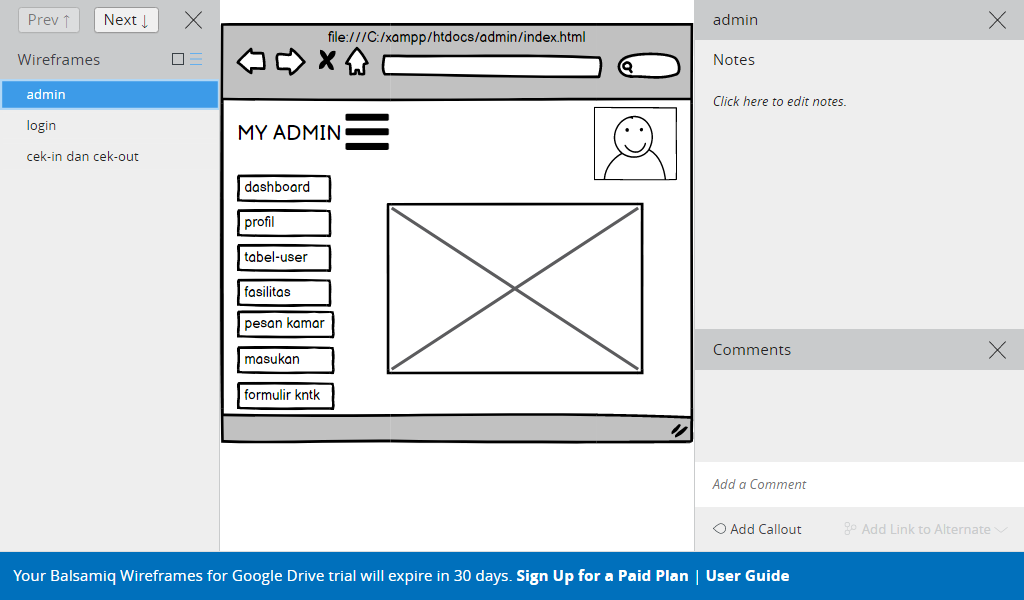 Prev ↑ Next ↓
Wireframes
admin
login
cek-in dan cek-out
file:///C:/xampp/htdocs/admin/index.html
MY ADMIN
dashboard
profil
tabel-user
fasilitas
pesan kamar
masukan
formulir kntk
admin
Notes
Click here to edit notes.
Comments
Add a Comment
Add Callout Add Link to Alternate
Your Balsamiq Wireframes for Google Drive trial will expire in 30 days. Sign Up for a Paid Plan | User Guide